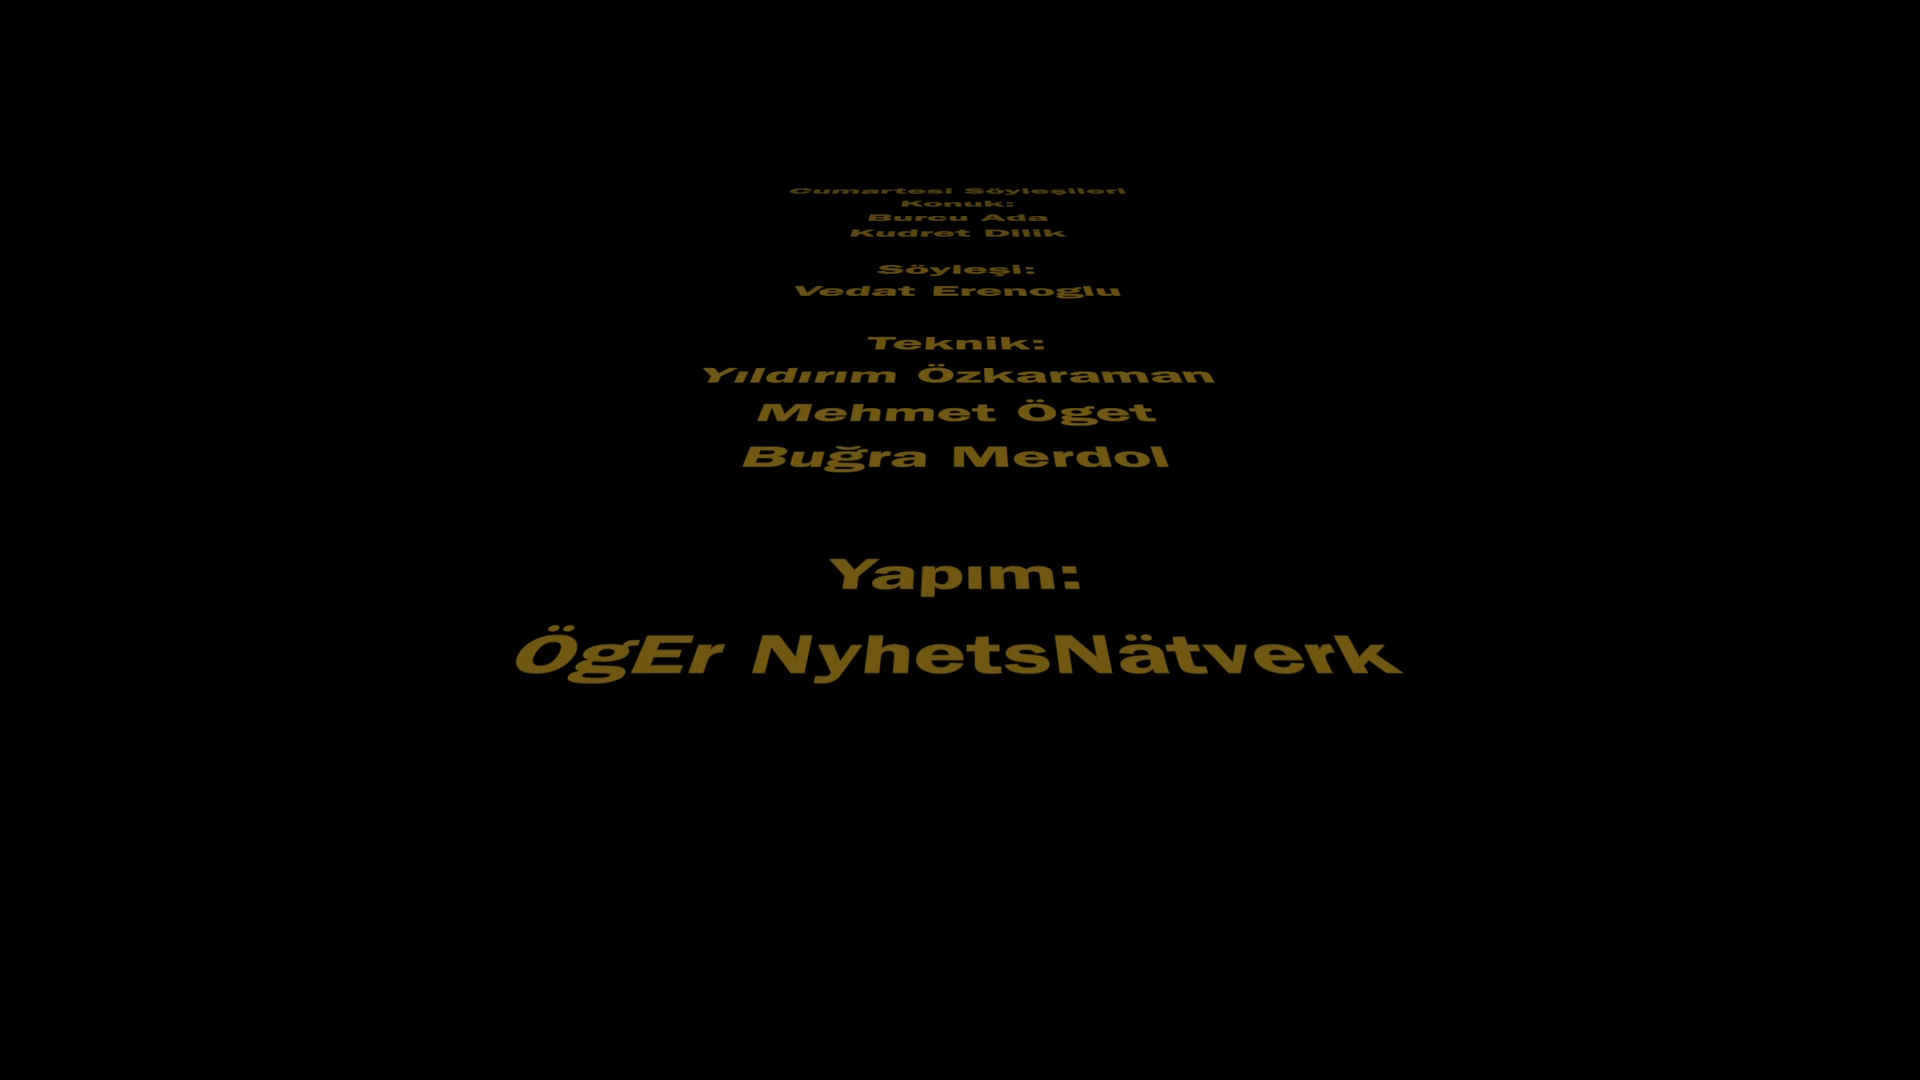 Cumartesi Söyleşileri
Konuk:
Burcu Ada
Kudret Dilik
Söyleşi:
Vedat Erenoglu
Teknik:
Yıldırım Özkaraman
Mehmet Öget
Buğra Merdol
Yapım:
ÖgEr NyhetsNätverk